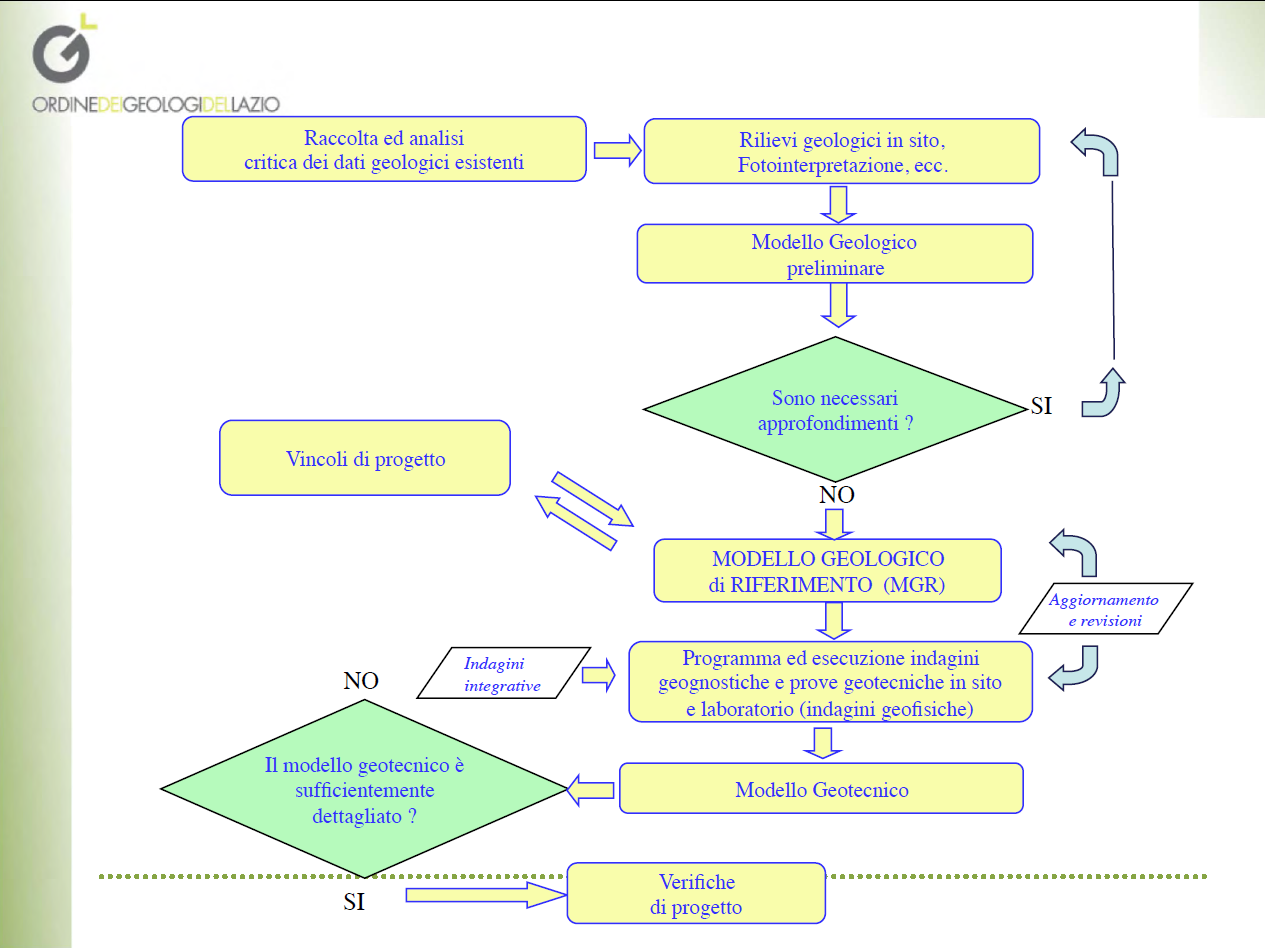 ORDINEDEIGEOLOGIDELLAZIO
Raccolta ed analisi
critica dei dati geologici esistenti
Rilievi geologici in sito,
Fotointerpretazione, ecc.
Modello Geologico
preliminare
Sono necessari
approfondimenti ?
SI
NO
Vincoli di progetto
MODELLO GEOLOGICO
di RIFERIMENTO (MGR)
Aggiornamento
e revisioni
Indagini
integrative
Programma ed esecuzione indagini
geognostiche e prove geotecniche in sito
e laboratorio (indagini geofisiche)
Modello Geotecnico
NO
Il modello geotecnico è
sufficientemente
dettagliato ?
SI
Verifiche
di progetto